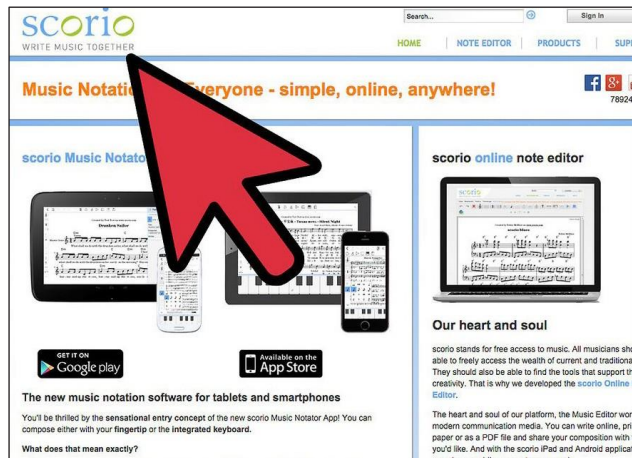 scorio
WRITE MUSIC TOGETHER
Search...
Sign In
HOME
NOTE EDITOR
PRODUCTS
Music Everyone - simple, online, anywhere!
78924
scorio Music
GET IT ON
Google play
Available on the
App Store
The new music notation software for tablets and smartphones
You'll be thrilled by the sensational entry concept of the new scorio Music Notator App! You can
compose either with your fingertip or the integrated keyboard.
What does that mean exactly?
scorio online note editor
Our heart and soul
scorio stands for free access to music. All musicians
able to freely access the wealth of current and
They should also be able to find the tools that support
creativity. That is why we developed the scorio Online
Editor.
The heart and soul of our platform, the Music Editor
modern communication media. You can write online,
paper or as a PDF file and share your composition with
you'd like. And with the scorio iPad and Android